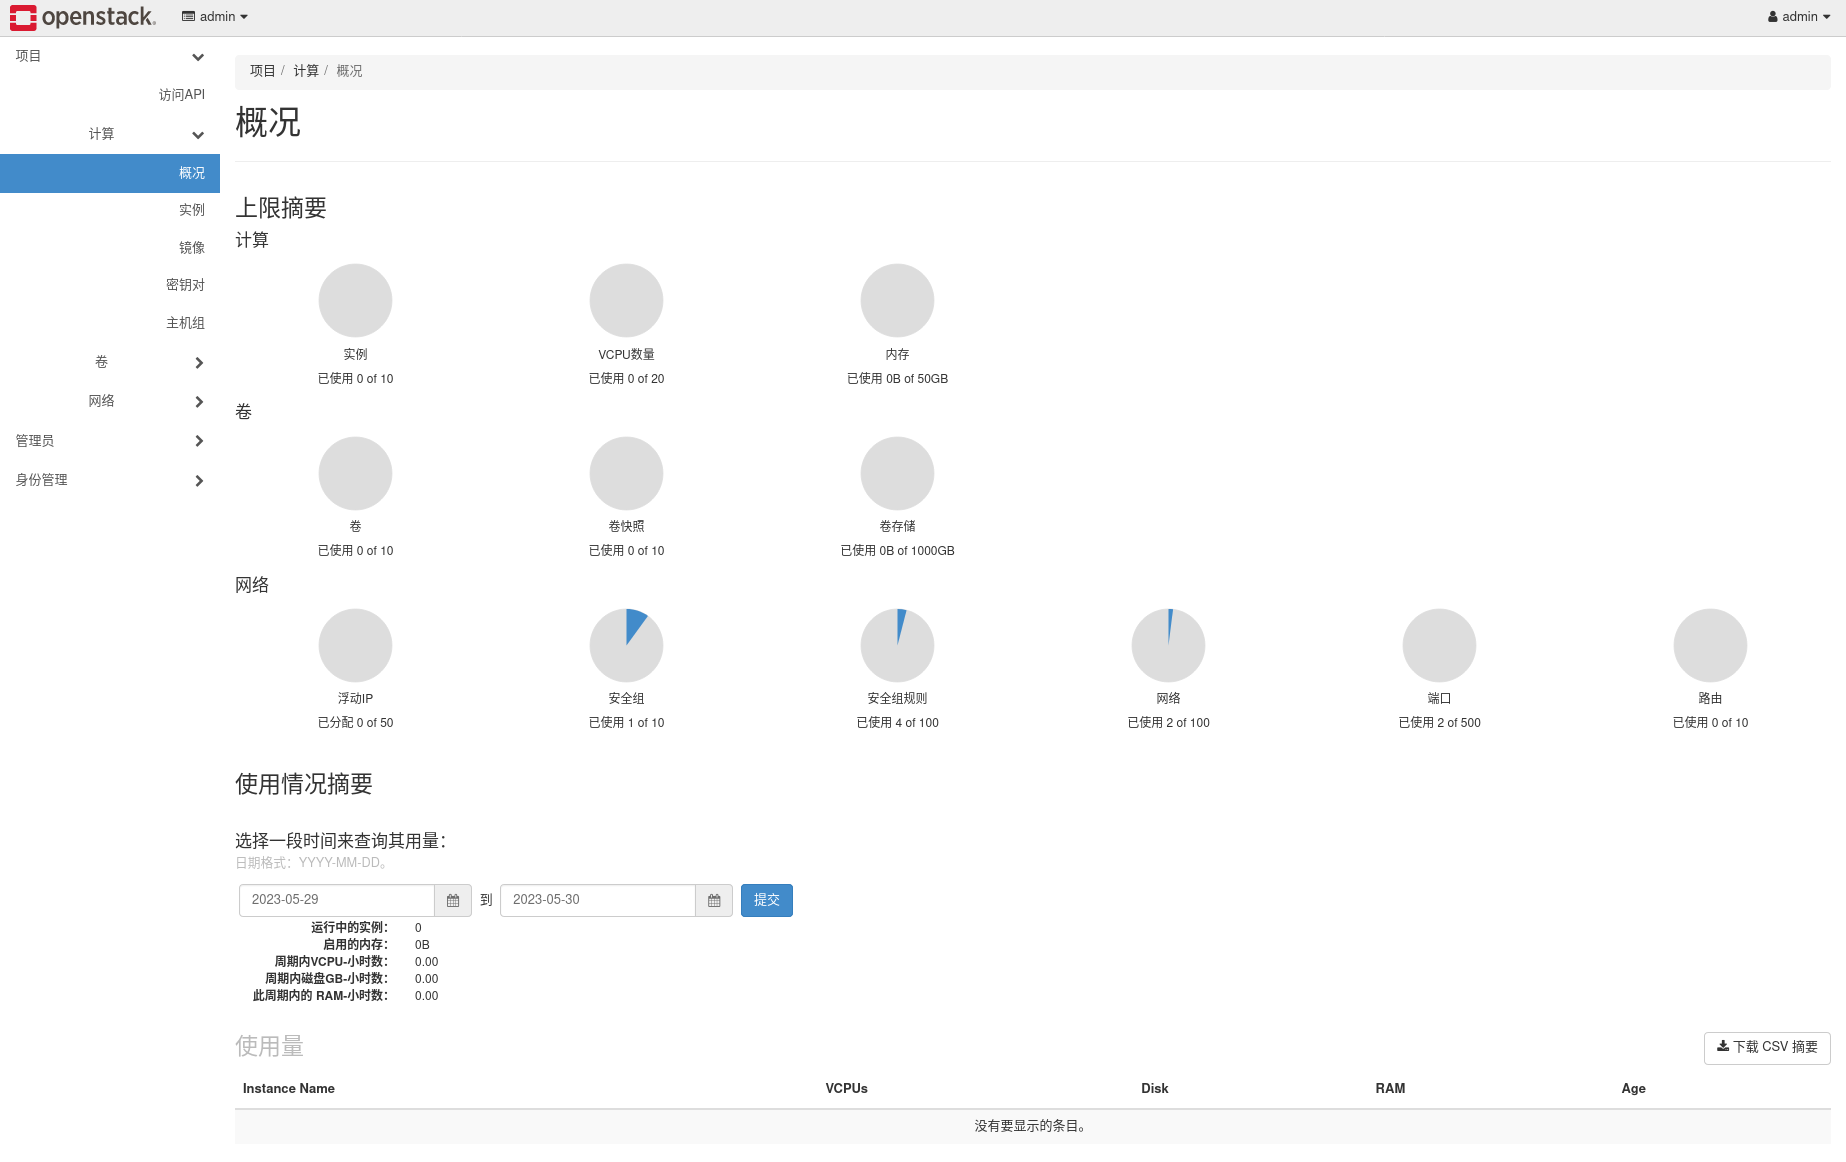 openstack.
admin
admin
项目
访问API
计算
概况
实例
镜像
密钥对
主机组
卷
网络
管理员
身份管理
项目 / 计算 / 概况
概况
上限摘要
计算
实例
已使用 0 of 10
VCPU数量
已使用 0 of 20
内存
已使用 0B of 50GB
卷
卷
已使用 0 of 10
卷快照
已使用 0 of 10
卷存储
已使用 0B of 1000GB
网络
浮动IP
已分配 0 of 50
安全组
已使用 1 of 10
安全组规则
已使用 4 of 100
网络
已使用 2 of 100
端口
已使用 2 of 500
路由
已使用 0 of 10
使用情况摘要
选择一段时间来查询其用量：
日期格式：YYYY-MM-DD。
2023-05-29 到 2023-05-30 提交
运行中的实例： 0
启用的内存： 0B
周期内VCPU-小时数： 0.00
周期内磁盘GB-小时数： 0.00
此周期内的 RAM-小时数： 0.00
使用量
下载 CSV 摘要
Instance Name VCPUs Disk RAM Age
没有要显示的条目。